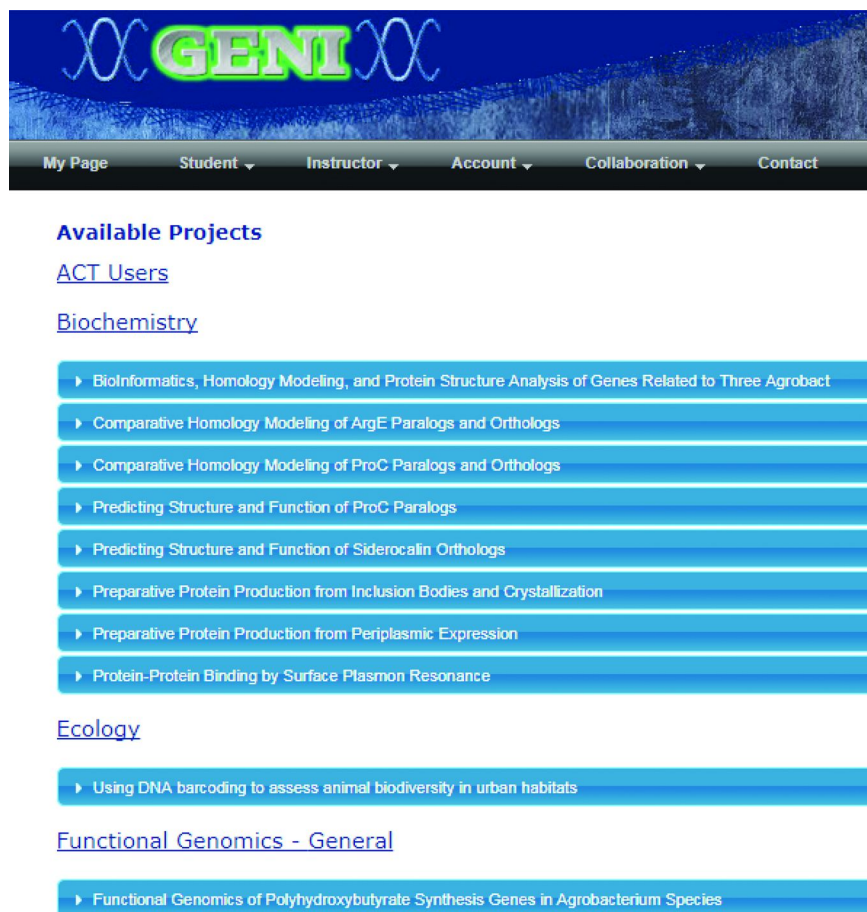 GENI
My Page Student Instructor Account Collaboration Contact
Available Projects
ACT Users
Biochemistry
BioInformatics, Homology Modeling, and Protein Structure Analysis of Genes Related to Three Agrobact
Comparative Homology Modeling of ArgE Paralogs and Orthologs
Comparative Homology Modeling of ProC Paralogs and Orthologs
Predicting Structure and Function of ProC Paralogs
Predicting Structure and Function of Siderocalin Orthologs
Preparative Protein Production from Inclusion Bodies and Crystallization
Preparative Protein Production from Periplasmic Expression
Protein-Protein Binding by Surface Plasmon Resonance
Ecology
Using DNA barcoding to assess animal biodiversity in urban habitats
Functional Genomics - General
Functional Genomics of Polyhydroxybutyrate Synthesis Genes in Agrobacterium Species